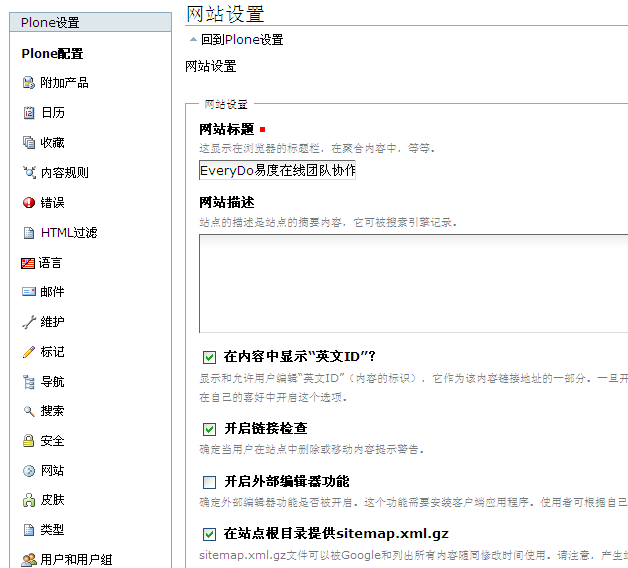 Plone设置
Plone配置
附加产品
日历
收藏
内容规则
错误
HTML过滤
语言
邮件
维护
标记
导航
搜索
安全
网站
皮肤
类型
用户和用户组
网站设置
回到Plone设置
网站设置
网站设置
网站标题
这显示在浏览器的标题栏，在聚合内容中，等等。
EveryDo易度在线团队协作
网站描述
站点的描述是站点的摘要内容，它可被搜索引擎记录。
在内容中显示“英文ID”?
显示和允许用户编辑“英文ID”（内容的标识），它作为该内容链接地址的一部分。一旦开
在自己的喜好中开启这个选项。
开启链接检查
确定当用户在站点中删除或移动内容提示警告。
开启外部编辑器功能
确定外部编辑器功能是否被开启。这个功能需要安装客户端应用程序。使用者可根据自己
在站点根目录提供sitemap.xml.gz
sitemap.xml.gz文件可以被Google和列出所有内容随同修改时间使用。请注意，产生